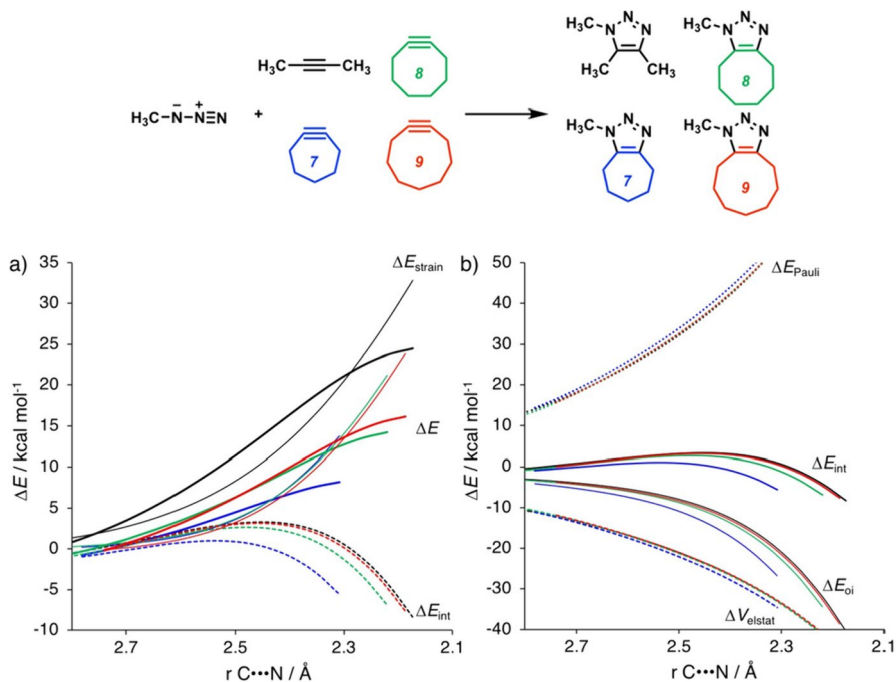 H₃C–N̅–N⁺≡N
+
H₃C≡CH₃
8
7
9
H₃C N N N
H₃C CH₃
H₃C N N N
8
H₃C N N N
7
H₃C N N N
9
a)
ΔE / kcal mol⁻¹
35
30
25
20
15
10
5
0
-5
-10
2.7
2.5
2.3
2.1
r C•••N / Å
ΔEstrain
ΔE
ΔEint
b)
ΔE / kcal mol⁻¹
50
40
30
20
10
0
-10
-20
-30
-40
2.7
2.5
2.3
2.1
r C•••N / Å
ΔEPauli
ΔEint
ΔEoi
ΔVelstat